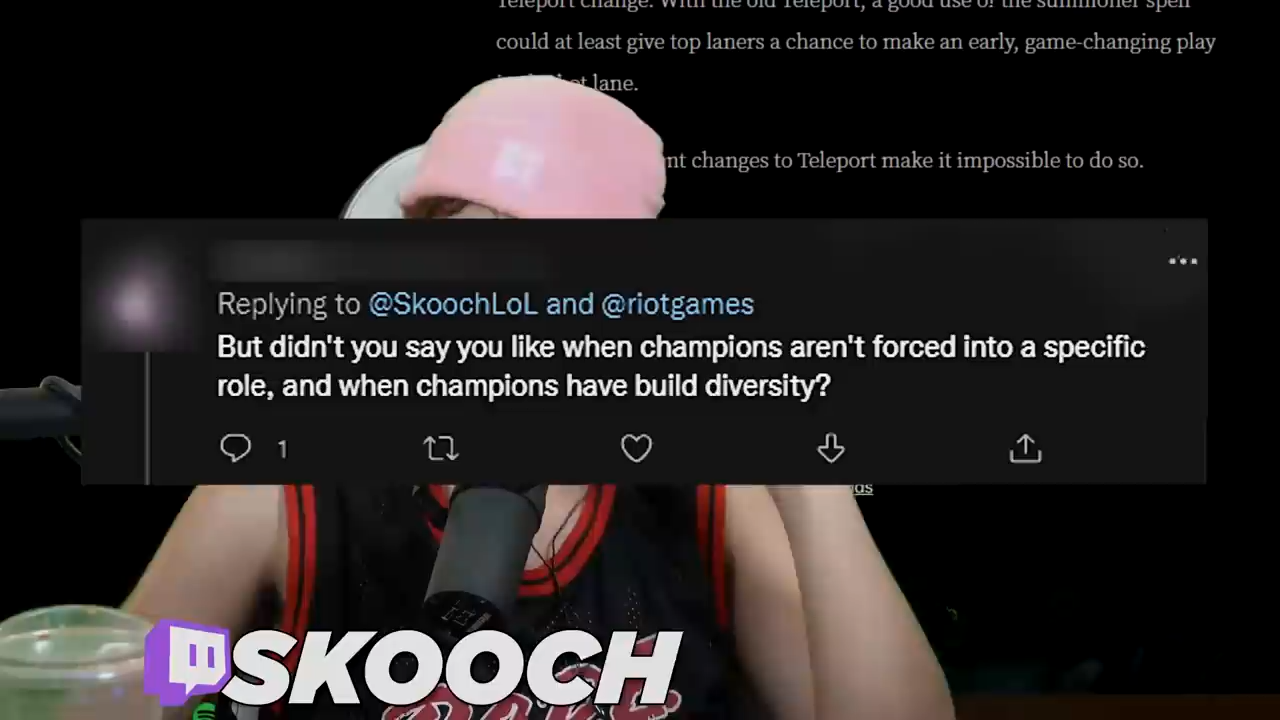 Teleport change. With the old Teleport, a good use of the summoner spell
could at least give top laners a chance to make an early, game-changing play
lane.
changes to Teleport make it impossible to do so.
Replying to @SkoochLoL and @riotgames
But didn't you say you like when champions aren't forced into a specific
role, and when champions have build diversity?
1
SKOOCH